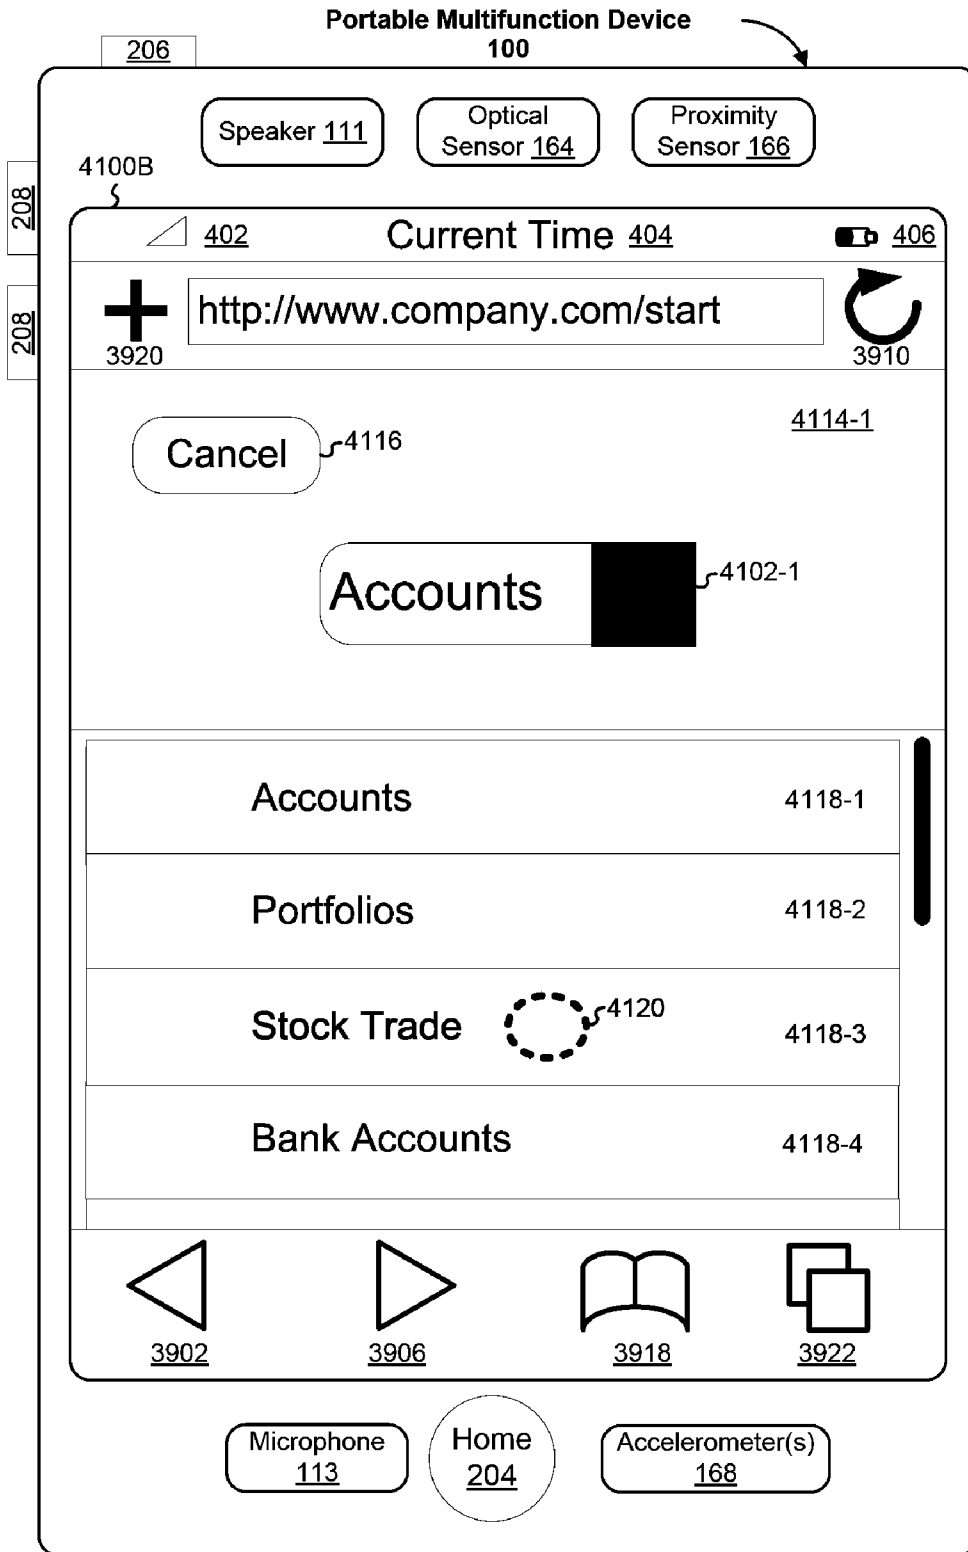 Portable Multifunction Device
100
206
Speaker 111
Optical
Sensor 164
Proximity
Sensor 166
4100B
208
402
Current Time 404
406
http://www.company.com/start
208
3920
3910
4114-1
Cancel
4116
Accounts
4102-1
Accounts
4118-1
Portfolios
4118-2
Stock Trade
4120
4118-3
Bank Accounts
4118-4
3902
3906
3918
3922
Microphone
113
Home
204
Accelerometer(s)
168